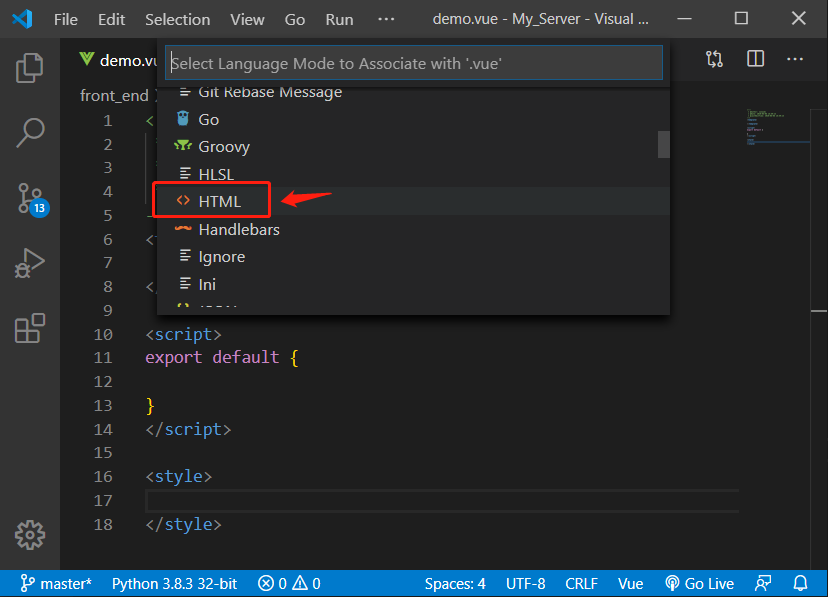 File Edit Selection View Go Run ··· demo.vue - My_Server - Visual ...
demo.vu
Select Language Mode to Associate with '.vue'
front_end
Git Rebase Message
Go
Groovy
HLSL
HTML
Handlebars
Ignore
Ini
1 <
2
3
4
5
6 <
7
8 </
9
10 <script>
11 export default {
12
13 }
14 </script>
15
16 <style>
17
18 </style>
13
master* Python 3.8.3 32-bit 0 0 Spaces: 4 UTF-8 CRLF Vue Go Live